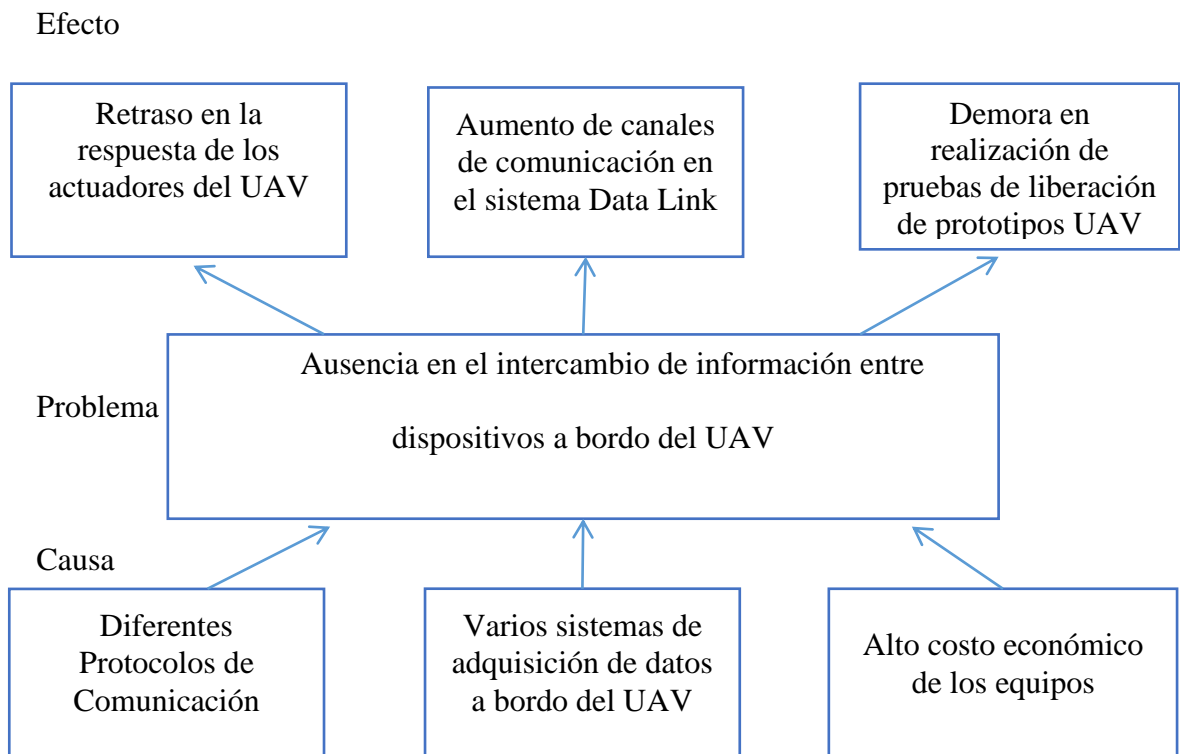 Efecto
Retraso en la
respuesta de los
actuadores del UAV
Aumento de canales
de comunicación en
el sistema Data Link
Demora en
realización de
pruebas de liberación
de prototipos UAV
Problema
Ausencia en el intercambio de información entre
dispositivos a bordo del UAV
Causa
Diferentes
Protocolos de
Comunicación
Varios sistemas de
adquisición de datos
a bordo del UAV
Alto costo económico
de los equipos